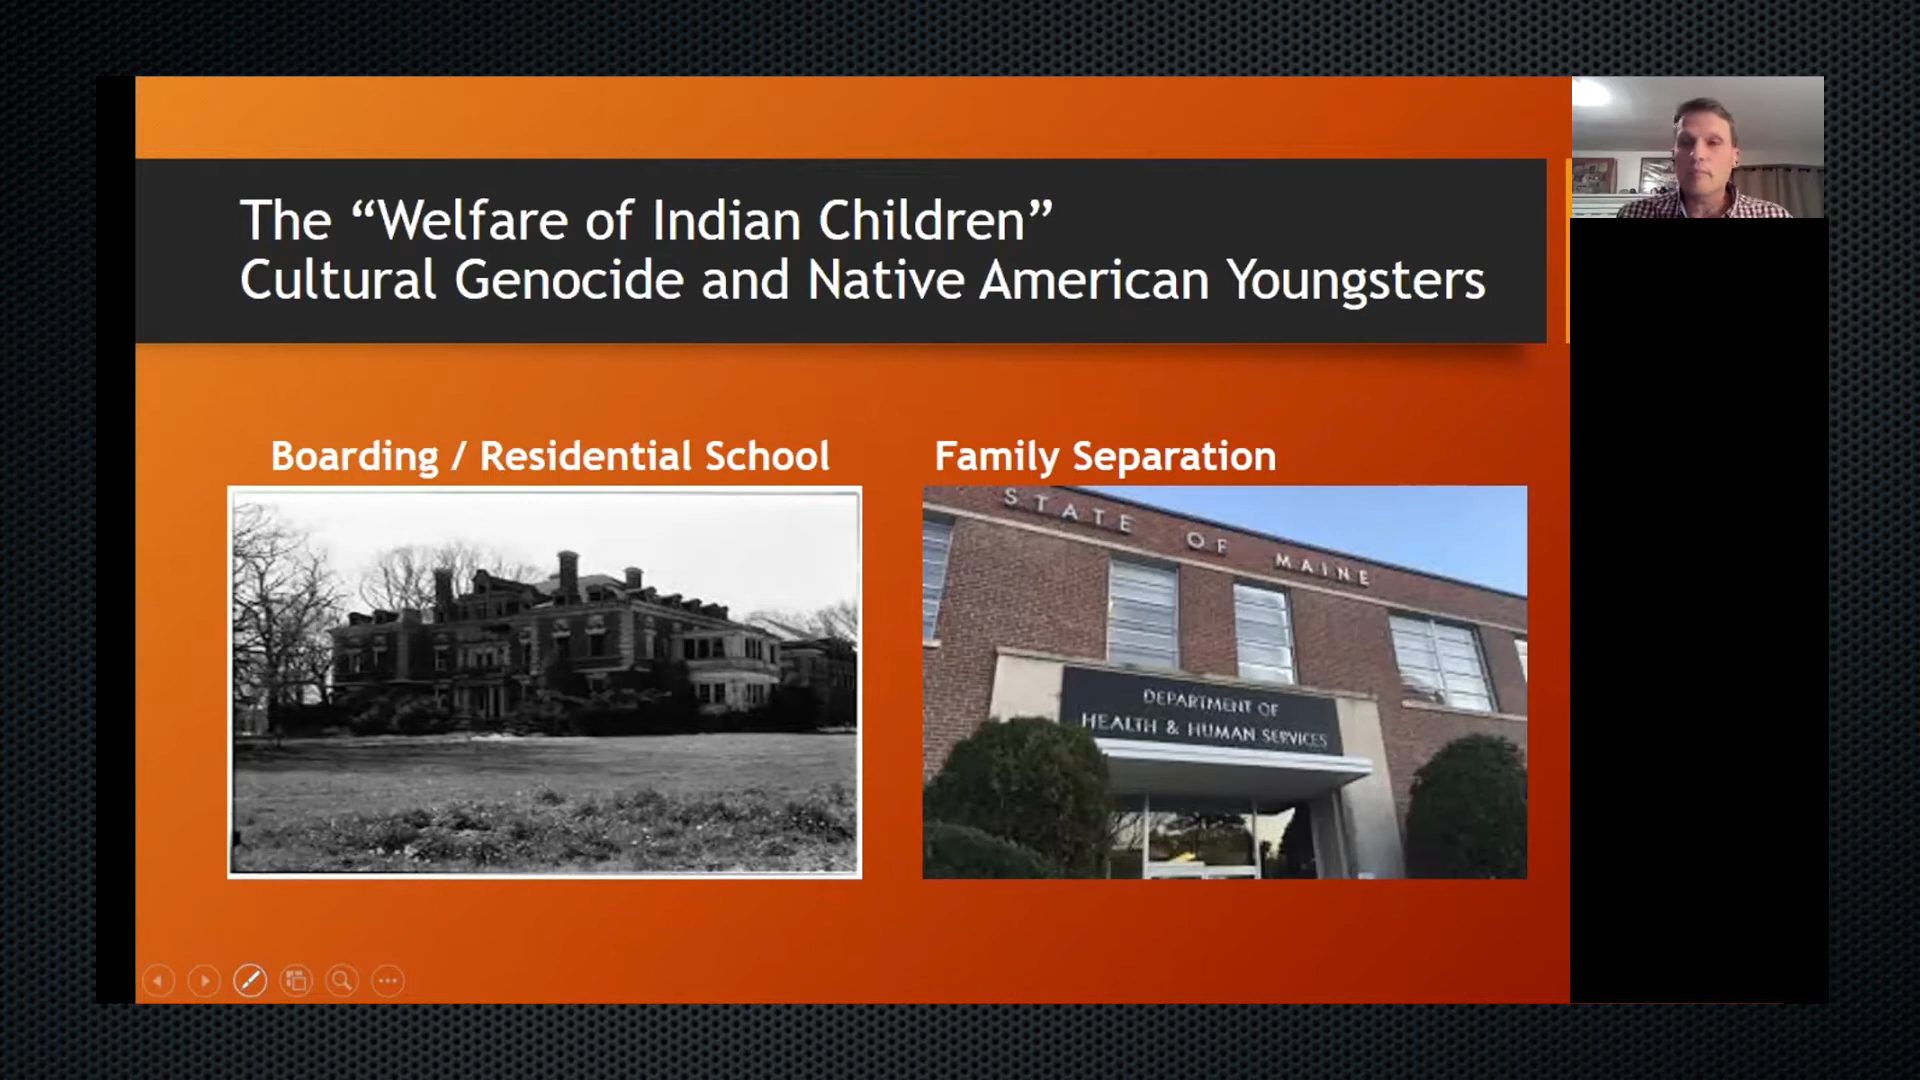 The “Welfare of Indian Children”
Cultural Genocide and Native American Youngsters
Boarding / Residential School
Family Separation
STATE OF MAINE
DEPARTMENT OF
HEALTH & HUMAN SERVICES